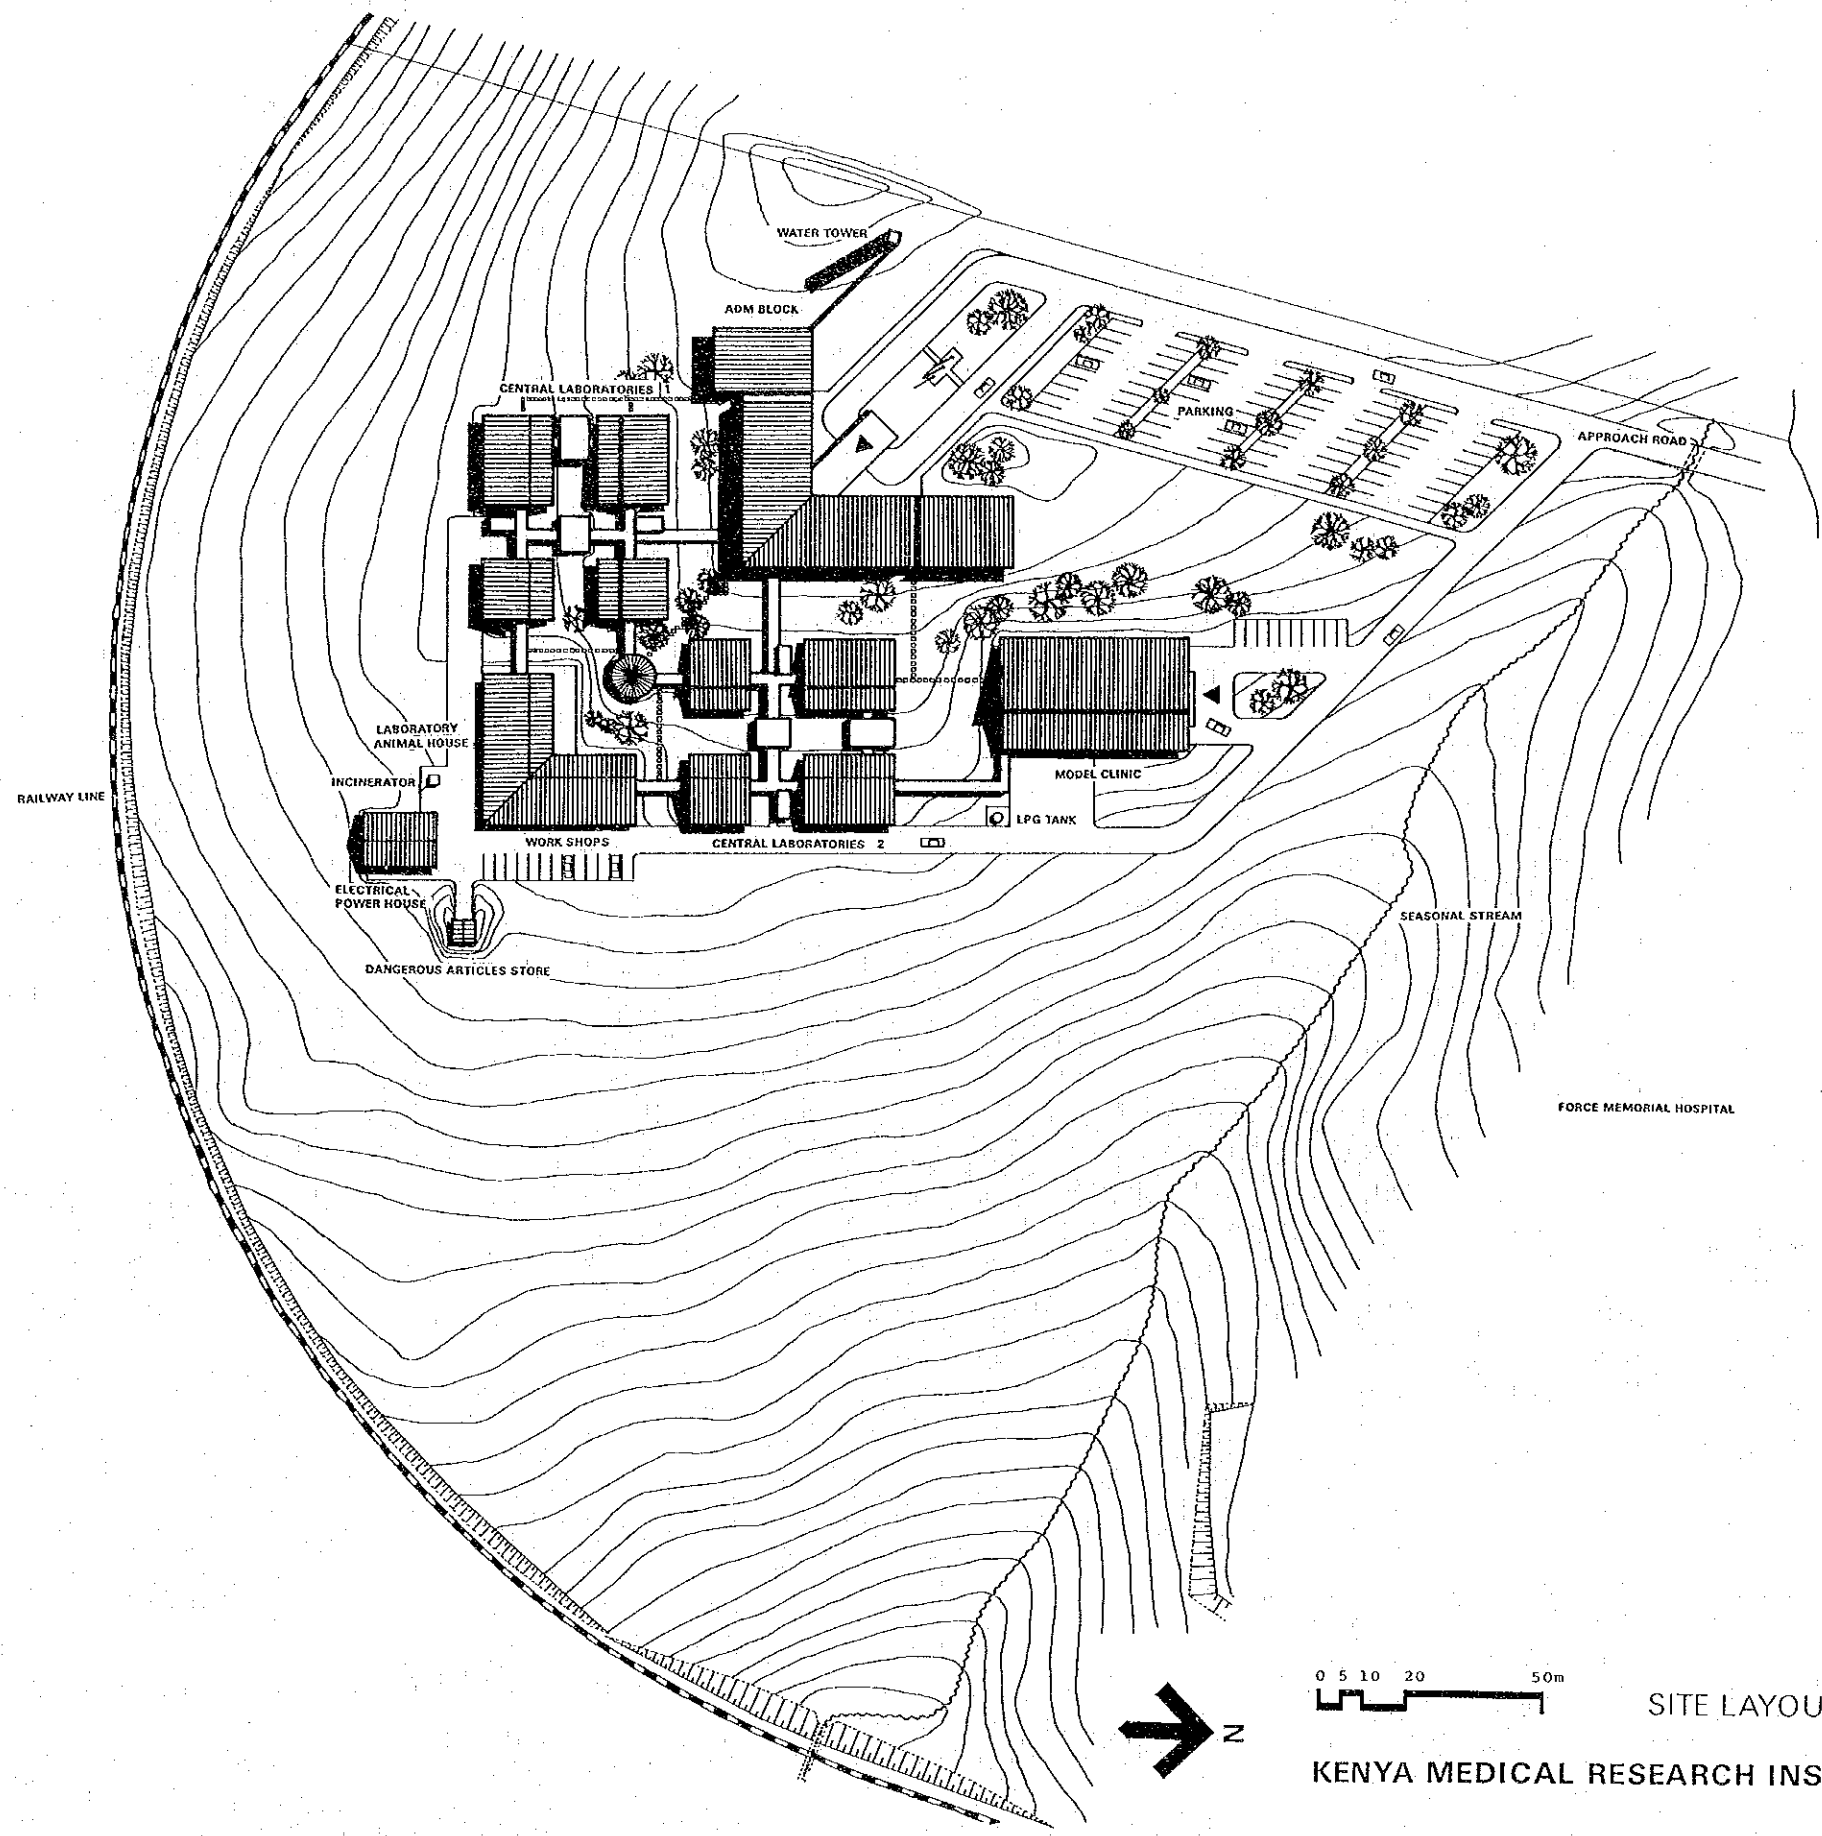 WATER TOWER
ADM BLOCK
CENTRAL LABORATORIES 1
PARKING
APPROACH ROAD
LABORATORY
ANIMAL HOUSE
INCINERATOR
RAILWAY LINE
MODEL CLINIC
LPG TANK
WORK SHOPS
CENTRAL LABORATORIES 2
ELECTRICAL
POWER HOUSE
SEASONAL STREAM
DANGEROUS ARTICLES STORE
FORCE MEMORIAL HOSPITAL
0 5 10 20 50m
N
SITE LAYOU
KENYA MEDICAL RESEARCH INS